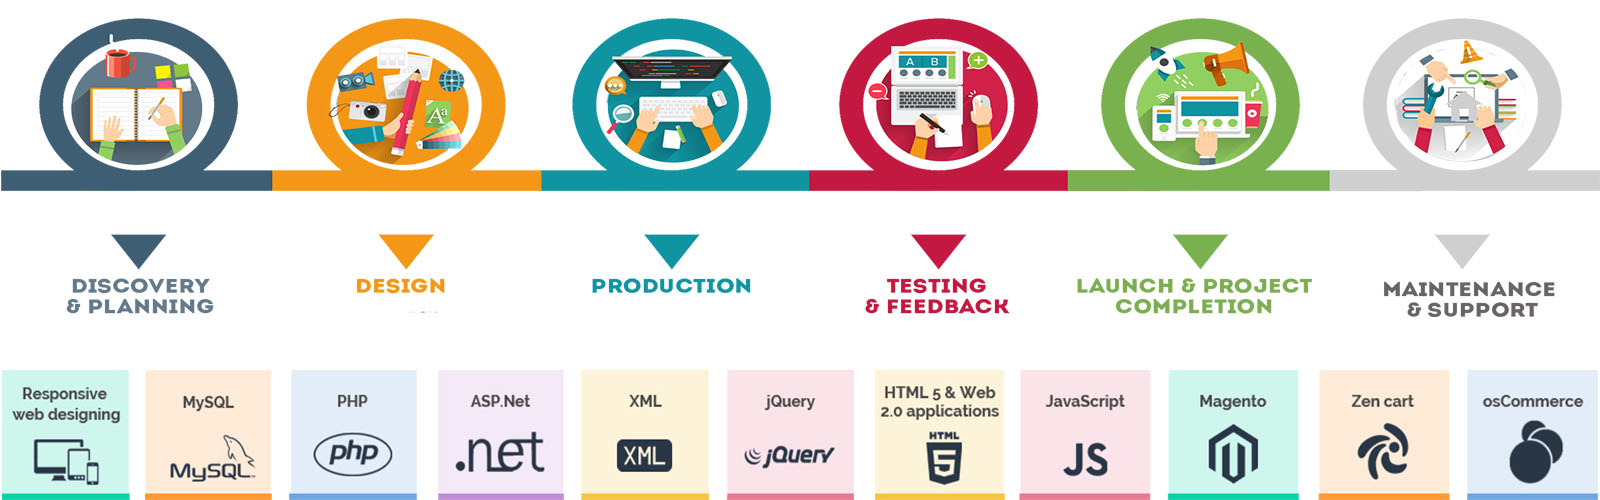 A B
Aa
DISCOVERY
& PLANNING
DESIGN
PRODUCTION
TESTING
& FEEDBACK
LAUNCH & PROJECT
COMPLETION
MAINTENANCE
& SUPPORT
Responsive
web designing
MySQL
MySQL
PHP
php
ASP.Net
.net
XML
XML
jQuery
jQuery
HTML 5 & Web
2.0 applications
HTML
5
JavaScript
JS
Magento
Zen cart
osCommerce